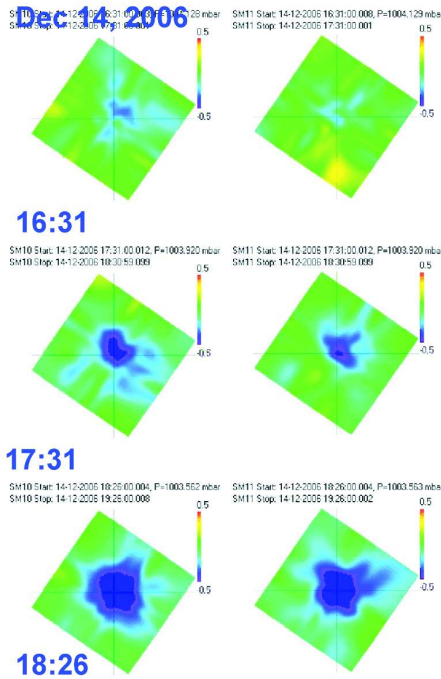 Dec 14, 2006
SM11 Start: 14-12-2006 16:31:00.008, P=1004,129 mbar
SM11 Stop: 14-12-2006 17:31:00.001
0.5
0.5
-0.5
-0.5
16:31
SM10 Start: 14-12-2006 17:31:00.012, P=1003.920 mbar
SM10 Stop: 14-12-2006 18:30:59.099
SM11 Start: 14-12-2006 17:31:00.012, P=1003.920 mbar
SM11 Stop: 14-12-2006 18:30:59.099
0.5
0.5
-0.5
-0.5
17:31
SM10 Start: 14-12-2006 18:26:00.004, P=1003.562 mbar
SM10 Stop: 14-12-2006 19:26:00.008
SM11 Start: 14-12-2006 18:26:00.004, P=1003.563 mbar
SM11 Stop: 14-12-2006 19:26:00.002
0.5
0.5
-0.5
-0.5
18:26